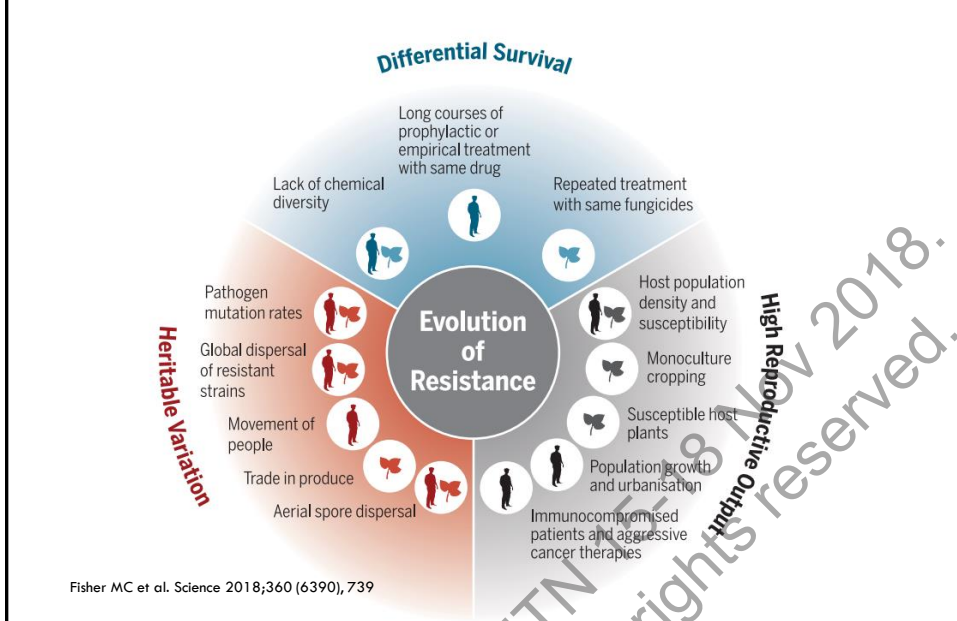 Differential Survival
Long courses of
prophylactic or
empirical treatment
with same drug
Lack of chemical
diversity
Repeated treatment
with same fungicides
Pathogen
mutation rates
Global dispersal
of resistant
strains
Movement of
people
Trade in produce
Aerial spore dispersal
Heritable Variation
Evolution
of
Resistance
Host population
density and
susceptibility
Monoculture
cropping
Susceptible host
plants
Population growth
and urbanisation
Immunocompromised
patients and aggressive
cancer therapies
High Reproductive Output
Fisher MC et al. Science 2018;360 (6390), 739
TN 15-18 Nov 2018.
rights reserved.